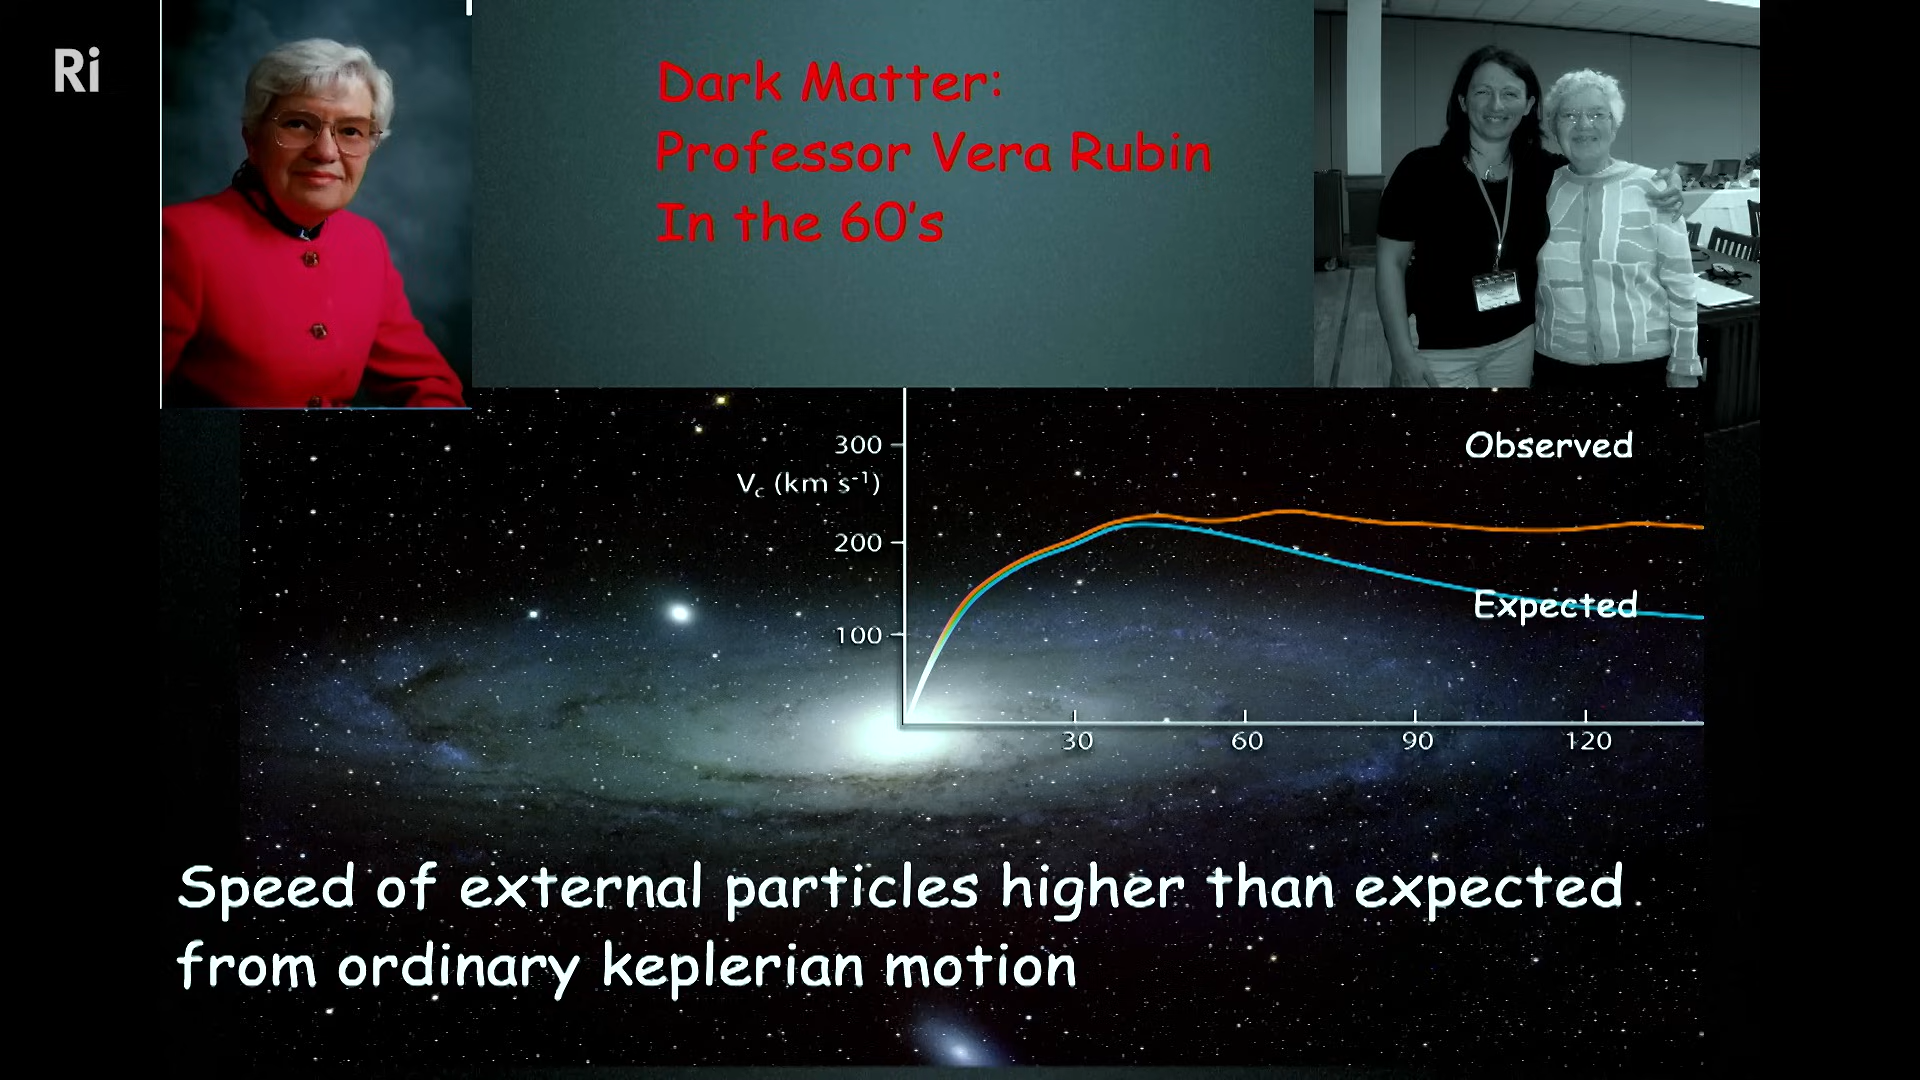 Ri
Dark Matter:
Professor Vera Rubin
In the 60's
300
Observed
Vc (km s-1)
200
Expected
100
30 60 90 120
Speed of external particles higher than expected
from ordinary keplerian motion